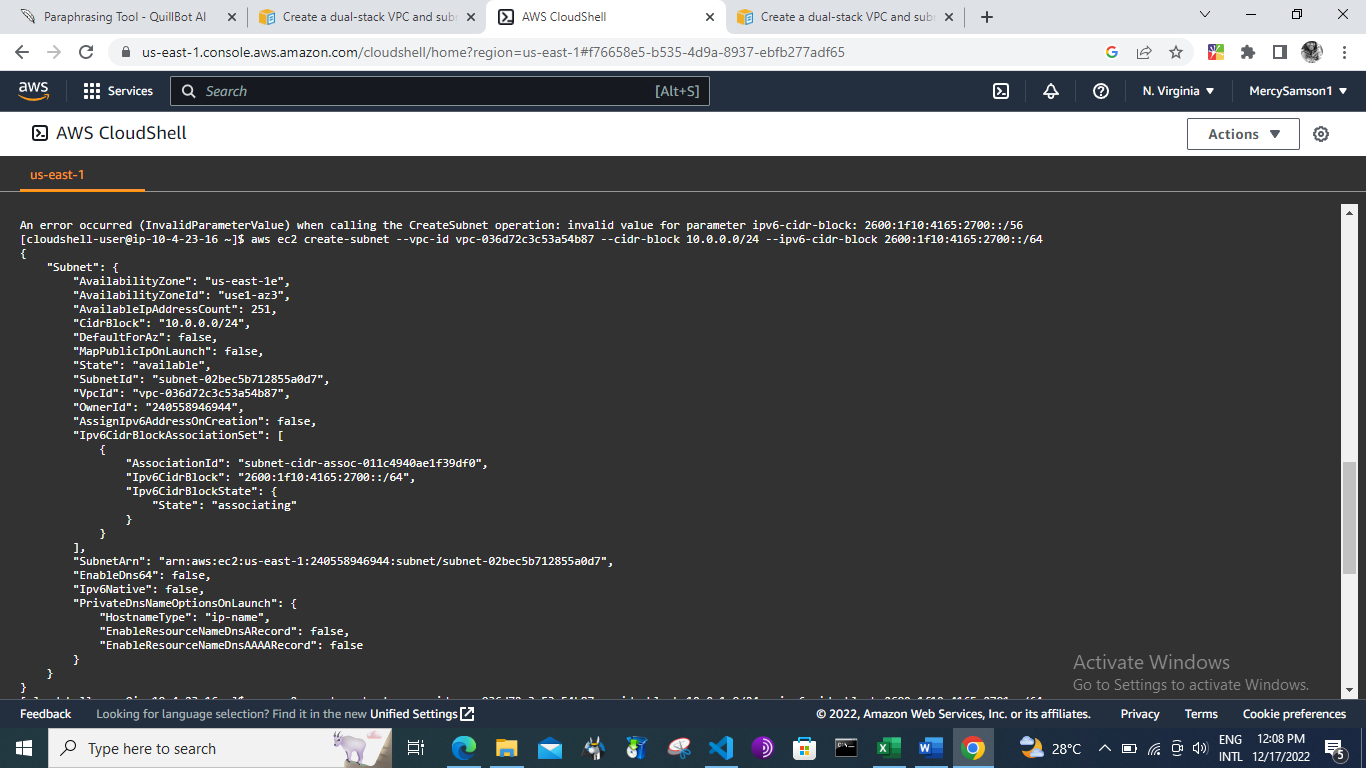 Paraphrasing Tool - QuillBot AI
Create a dual-stack VPC and subn
AWS CloudShell
Create a dual-stack VPC and subn
us-east-1.console.aws.amazon.com/cloudshell/home?region=us-east-1#f76658e5-b535-4d9a-8937-ebfb277adf65
aws
Services
Search
[Alt+S]
N. Virginia
MercySamson1
AWS CloudShell
Actions
us-east-1
An error occurred (InvalidParameterValue) when calling the CreateSubnet operation: invalid value for parameter ipv6-cidr-block: 2600:1f10:4165:2700::/56
[cloudshell-user@ip-10-4-23-16 ~]$ aws ec2 create-subnet --vpc-id vpc-036d72c3c53a54b87 --cidr-block 10.0.0.0/24 --ipv6-cidr-block 2600:1f10:4165:2700::/64
{
"Subnet": {
"AvailabilityZone": "us-east-1e",
"AvailabilityZoneId": "use1-az3",
"AvailableIpAddressCount": 251,
"CidrBlock": "10.0.0.0/24",
"DefaultForAz": false,
"MapPublicIpOnLaunch": false,
"State": "available",
"SubnetId": "subnet-02bec5b712855a0d7",
"VpcId": "vpc-036d72c3c53a54b87",
"OwnerId": "240558946944",
"AssignIpv6AddressOnCreation": false,
"Ipv6CidrBlockAssociationSet": [
{
"AssociationId": "subnet-cidr-assoc-011c4940ae1f39df0",
"Ipv6CidrBlock": "2600:1f10:4165:2700::/64",
"Ipv6CidrBlockState": {
"State": "associating"
}
}
],
"SubnetArn": "arn:aws:ec2:us-east-1:240558946944:subnet/subnet-02bec5b712855a0d7",
"EnableDns64": false,
"Ipv6Native": false,
"PrivateDnsNameOptionsOnLaunch": {
"HostnameType": "ip-name",
"EnableResourceNameDnsARecord": false,
"EnableResourceNameDnsAAAARecord": false
}
}
}
Activate Windows
Go to Settings to activate Windows.
Feedback
Looking for language selection? Find it in the new Unified Settings
© 2022, Amazon Web Services, Inc. or its affiliates.
Privacy
Terms
Cookie preferences
Type here to search
28°C
ENG
INTL
12:08 PM
12/17/2022
5